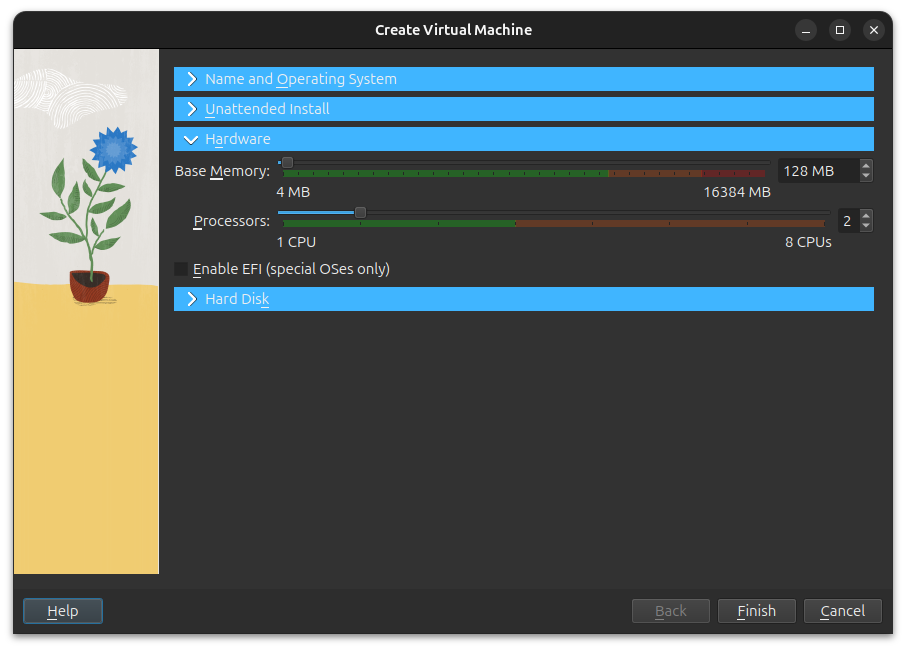 Create Virtual Machine
Name and Operating System
Unattended Install
Hardware
Base Memory: 128 MB
4 MB 16384 MB
Processors: 2
1 CPU 8 CPUs
Enable EFI (special OSes only)
Hard Disk
Help Back Finish Cancel